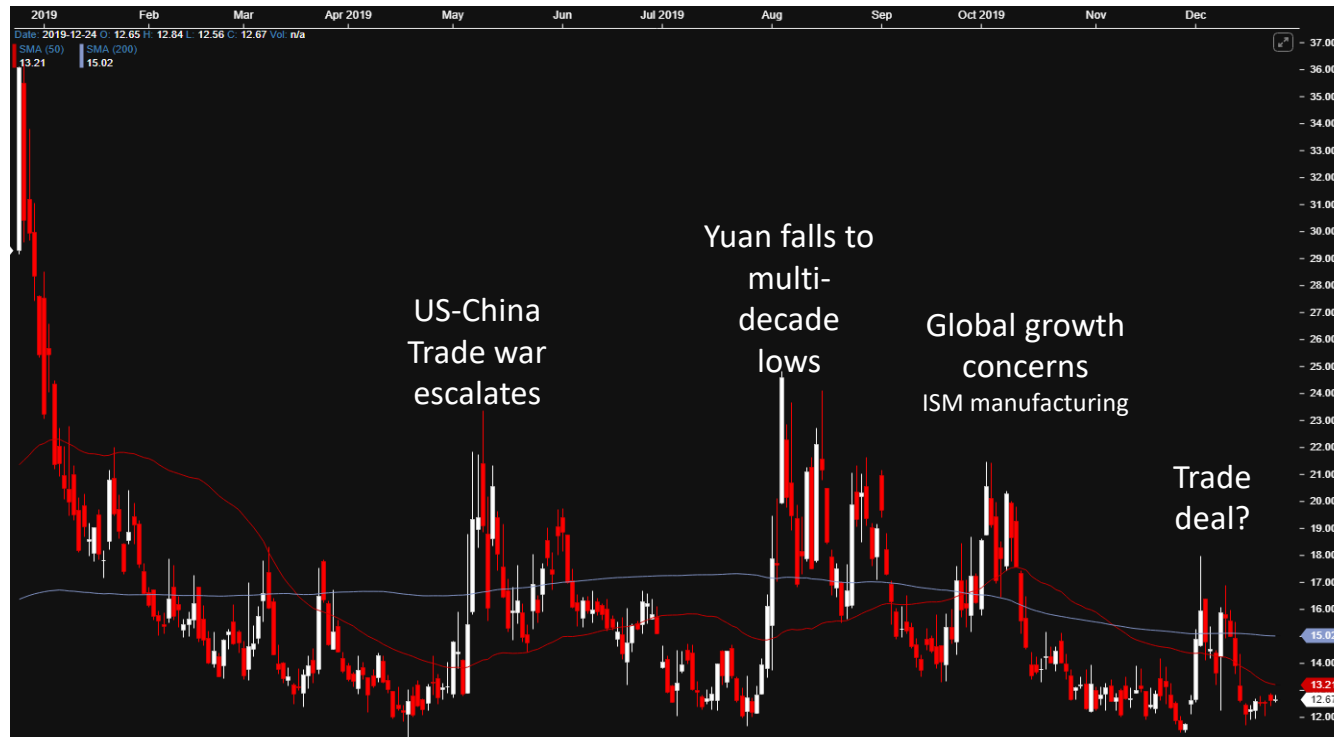 2019 Feb Mar Apr 2019 May Jun Jul 2019 Aug Sep Oct 2019 Nov Dec
Date: 2019-12-24 O: 12.65 H: 12.84 L: 12.56 C: 12.67 Vol: n/a
SMA (50) SMA (200)
13.21 15.02
37.00
36.00
35.00
34.00
33.00
32.00
31.00
30.00
29.00
28.00
27.00
26.00
25.00
24.00
23.00
22.00
21.00
20.00
19.00
18.00
17.00
16.00
15.02
14.00
13.21
12.67
12.00
US-China
Trade war
escalates
Yuan falls to
multi-
decade
lows
Global growth
concerns
ISM manufacturing
Trade
deal?